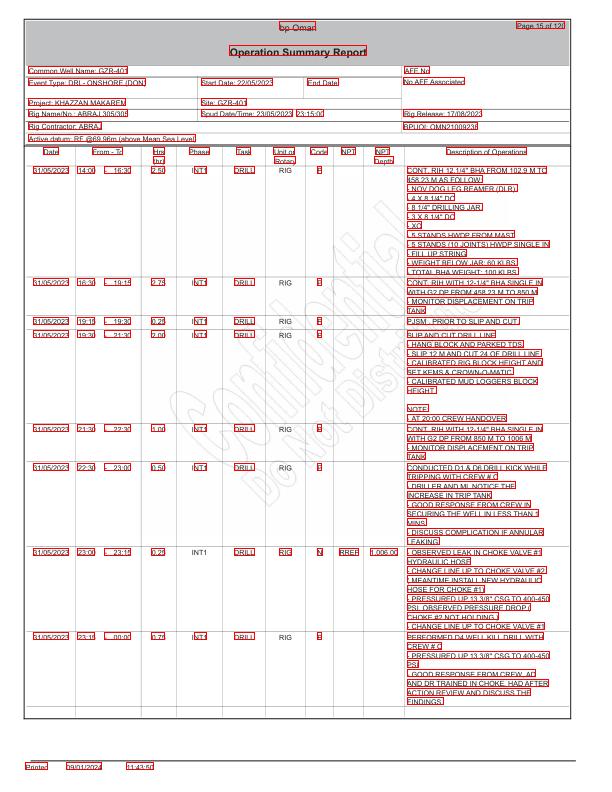 bp Oman
Page 15 of 120
Operation Summary Report
Common Well Name: GZR-401
AFE No
Event Type: DRL - ONSHORE (DON)
Start Date: 22/05/2023
End Date
No AFE Associated
Project: KHAZZAN MAKAREM
Site: GZR-401
Rig Name/No.: ABRAJ 305/305
Spud Date/Time: 23/05/2023 23:15:00
Rig Release: 17/08/2023
Rig Contractor: ABRAJ
BPUOI: OMN21009236
Active datum: RF @69.96m (above Mean Sea Level)
Date From - To Hrs (hr) Phase Task Unit or Rotary Code NPT NPT Depth Description of Operations
31/05/2023 14:00 - 16:30 2.50 INT1 DRILL RIG P CONT. RIH 12.1/4" BHA FROM 102.9 M TO
458.23 M AS FOLLOW:
- NOV DOG LEG REAMER (DLR).
- 4 X 8 1/4" DC
- 8 1/4" DRILLING JAR.
- 3 X 8 1/4" DC
- XO
- 5 STANDS HWDP FROM MAST
- 5 STANDS (10 JOINTS) HWDP SINGLE IN
- FILL UP STRING
- WEIGHT BELOW JAR: 60 KLBS
- TOTAL BHA WEIGHT: 100 KLBS
31/05/2023 16:30 - 19:15 2.75 INT1 DRILL RIG P CONT. RIH WITH 12-1/4" BHA SINGLE IN
WITH G2 DP FROM 458.23 M TO 850 M
- MONITOR DISPLACEMENT ON TRIP
TANK
31/05/2023 19:15 - 19:30 0.25 INT1 DRILL RIG P PJSM , PRIOR TO SLIP AND CUT
31/05/2023 19:30 - 21:30 2.00 INT1 DRILL RIG P SLIP AND CUT DRILL LINE
- HANG BLOCK AND PARKED TDS
- SLIP 12 M AND CUT 24 OF DRILL LINE
- CALIBRATED RIG BLOCK HEIGHT AND
SET KEMS & CROWN-O-MATIC
- CALIBRATED MUD LOGGERS BLOCK
HEIGHT
NOTE:
- AT 20:00 CREW HANDOVER
31/05/2023 21:30 - 22:30 1.00 INT1 DRILL RIG P CONT. RIH WITH 12-1/4" BHA SINGLE IN
WITH G2 DP FROM 850 M TO 1006 M
- MONITOR DISPLACEMENT ON TRIP
TANK
31/05/2023 22:30 - 23:00 0.50 INT1 DRILL RIG P CONDUCTED D1 & D6 DRILL KICK WHILE
TRIPPING WITH CREW # C
- DRILLER AND ML NOTICE THE
INCREASE IN TRIP TANK
- GOOD RESPONSE FROM CREW IN
SECURING THE WELL IN LESS THAN 1
MINS
- DISCUSS COMPLICATION IF ANNULAR
LEAKING
31/05/2023 23:00 - 23:15 0.25 INT1 DRILL RIG N RREP 1,006.00 - OBSERVED LEAK IN CHOKE VALVE #1
HYDRAULIC HOSE
- CHANGE LINE UP TO CHOKE VALVE #2
( MEANTIME INSTALL NEW HYDRAULIC
HOSE FOR CHOKE #1)
- PRESSURED UP 13 3/8" CSG TO 400-450
PSI, OBSERVED PRESSURE DROP (
CHOKE #2 NOT HOLDING )
- CHANGE LINE UP TO CHOKE VALVE #1
31/05/2023 23:15 - 00:00 0.75 INT1 DRILL RIG P PERFORMED D4 WELL KILL DRILL WITH
CREW # C
- PRESSURED UP 13 3/8" CSG TO 400-450
PSI
- GOOD RESPONSE FROM CREW, AD
AND DR TRAINED IN CHOKE, HAD AFTER
ACTION REVIEW AND DISCUSS THE
FINDINGS
Confidential
Do Not Distr
Printed 09/01/2024 11:43:50